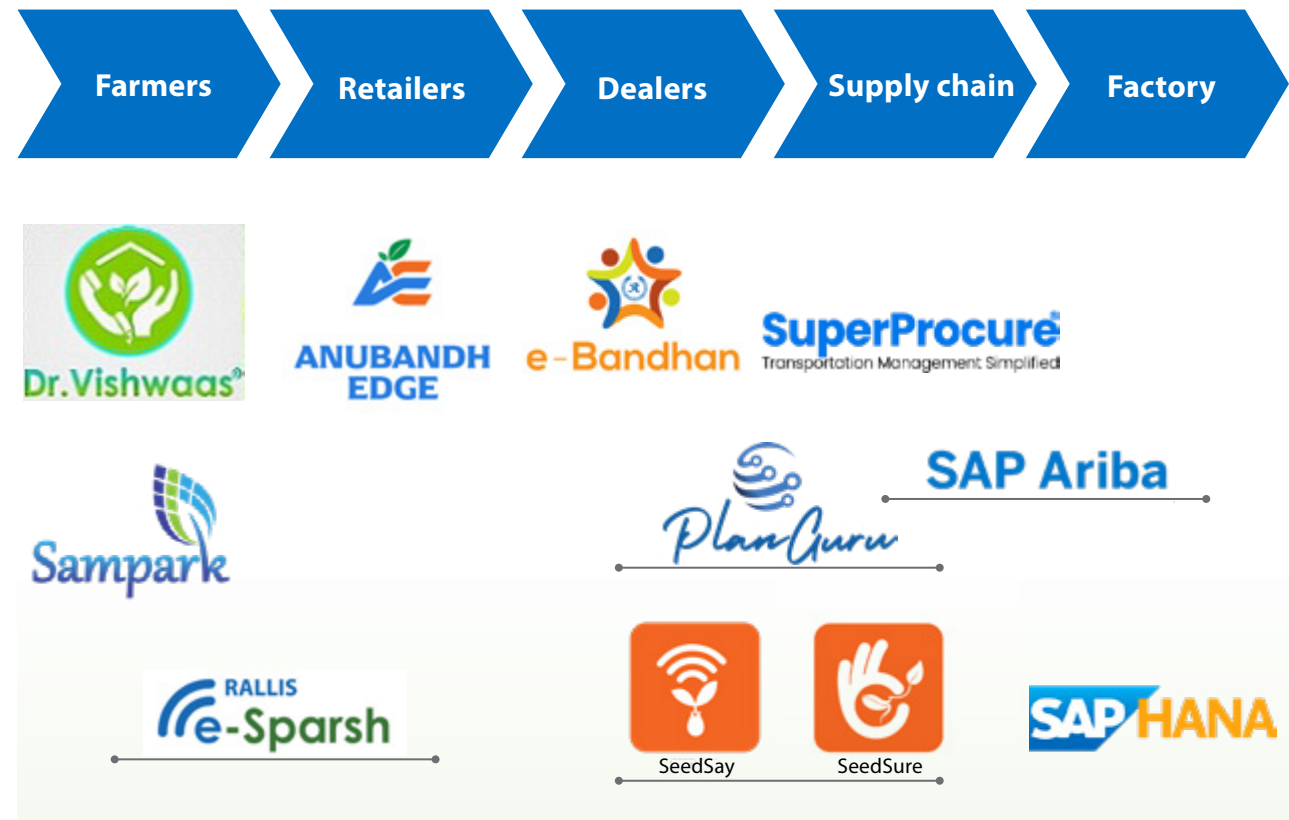 Farmers
Retailers
Dealers
Supply chain
Factory
Dr.Vishwaas®
ANUBANDH
EDGE
e-Bandhan
SuperProcure®
Transportation Management Simplified
Sampark
PlanGuru
SAP Ariba
RALLIS
e-Sparsh
SeedSay
SeedSure
SAP HANA